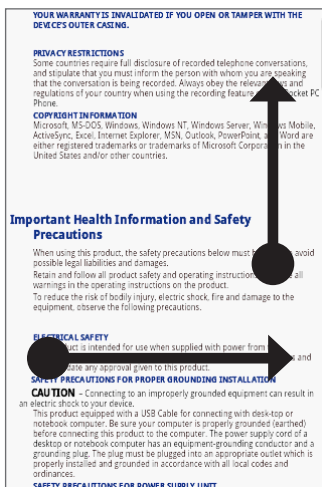 YOUR WARRANTY IS INVALIDATED IF YOU OPEN OR TAMPER WITH THE
DEVICE'S OUTER CASING.
PRIVACY RESTRICTIONS
Some countries require full disclosure of recorded telephone conversations,
and stipulate that you must inform the person with whom you are speaking
that the conversation is being recorded. Always obey the relevant and
regulations of your country when using the recording feature PC
Phone.
COPYRIGHT INFORMATION
Microsoft, MS-DOS, Windows, Windows NT, Windows Server, Mobile,
ActiveSync, Excel, Internet Explorer, MSN, Outlook, PowerPoint, Word are
either registered trademarks or trademarks of Microsoft in the
United States and/or other countries.
Important Health Information and Safety
Precautions
When using this product, the safety precautions below must avoid
possible legal liabilities and damages.
Retain and follow all product safety and operating all
warnings in the operating instructions on the product.
To reduce the risk of bodily injury, electric shock, fire and damage to the
equipment, observe the following precautions.
ELECTRICAL SAFETY
is intended for use when supplied with power from
and
any approval given to this product.
SAFETY PRECAUTIONS FOR PROPER GROUNDING INSTALLATION
CAUTION – Connecting to an improperly grounded equipment can result in
an electric shock to your device.
This product equipped with a USB Cable for connecting with desk-top or
notebook computer. Be sure your computer is properly grounded (earthed)
before connecting this product to the computer. The power supply cord of a
desktop or notebook computer has an equipment-grounding conductor and a
grounding plug. The plug must be plugged into an appropriate outlet which is
properly installed and grounded in accordance with all local codes and
ordinances.
SAFETY PRECAUTIONS FOR POWER SUPPLY UNIT